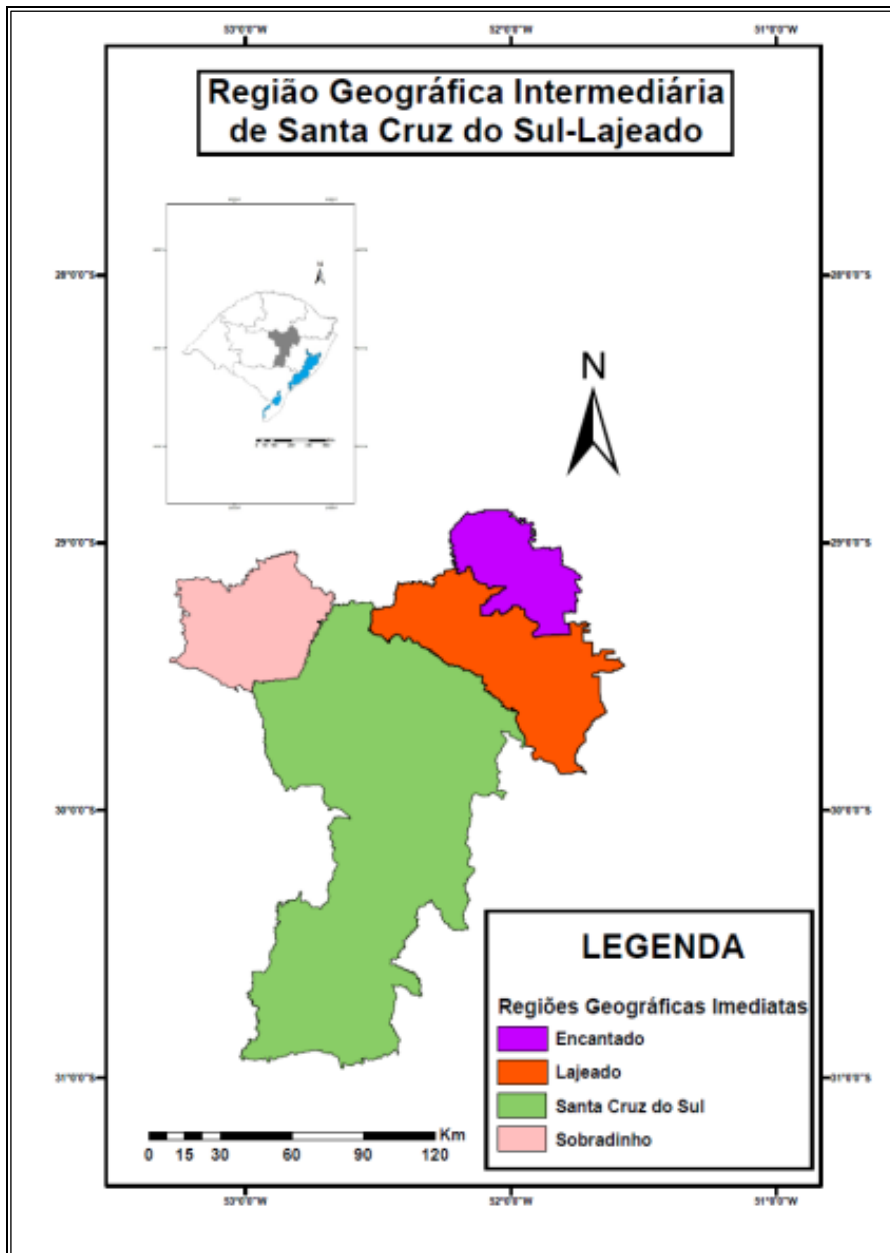 53°0'0"W 52°0'0"W 51°0'0"W
Região Geográfica Intermediária
de Santa Cruz do Sul-Lajeado
N
N
28°0'0"S 28°0'0"S
29°0'0"S 29°0'0"S
30°0'0"S 30°0'0"S
31°0'0"S 31°0'0"S
LEGENDA
Regiões Geográficas Imediatas
Encantado
Lajeado
Santa Cruz do Sul
Sobradinho
Km
0 15 30 60 90 120
53°0'0"W 52°0'0"W 51°0'0"W